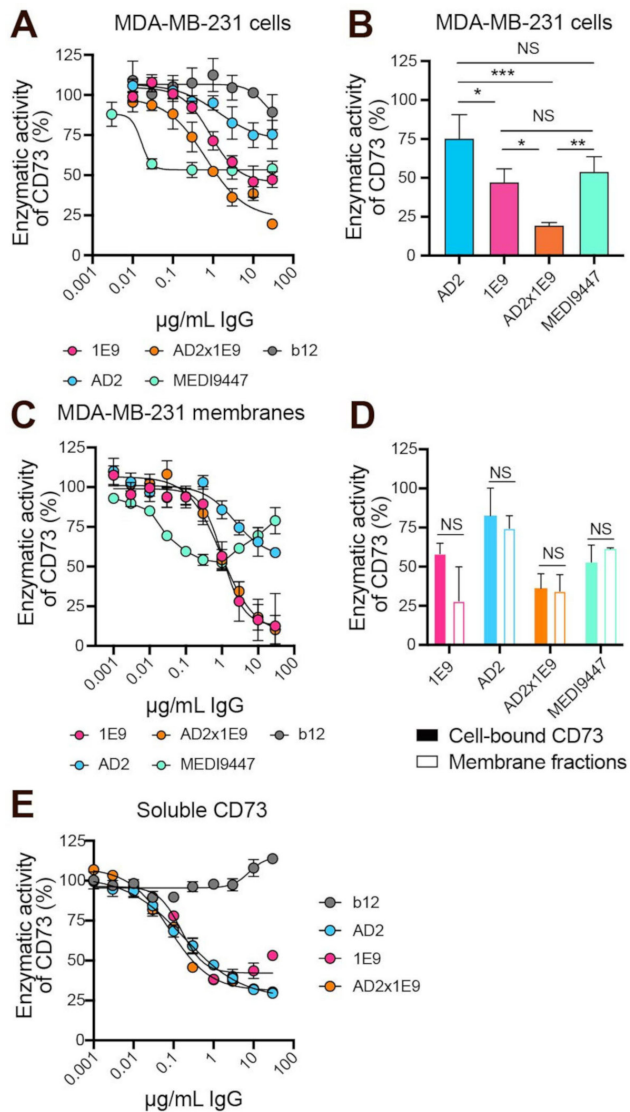 A
MDA-MB-231 cells
Enzymatic activity
of CD73 (%)
125
100
75
50
25
0
0.001
0.01
0.1
1
10
100
µg/mL IgG
1E9
AD2x1E9
b12
AD2
MEDI9447
B
MDA-MB-231 cells
Enzymatic activity
of CD73 (%)
NS
***
*
NS
*
**
100
75
50
25
0
AD2
1E9
AD2x1E9
MEDI9447
C
MDA-MB-231 membranes
Enzymatic activity
of CD73 (%)
125
100
75
50
25
0
0.001
0.01
0.1
1
10
100
µg/mL IgG
1E9
AD2x1E9
b12
AD2
MEDI9447
D
Enzymatic activity
of CD73 (%)
125
100
75
50
25
0
NS
NS
NS
NS
1E9
AD2
AD2x1E9
MEDI9447
Cell-bound CD73
Membrane fractions
E
Soluble CD73
Enzymatic activity
of CD73 (%)
125
100
75
50
25
0
0.001
0.01
0.1
1
10
100
µg/mL IgG
b12
AD2
1E9
AD2x1E9